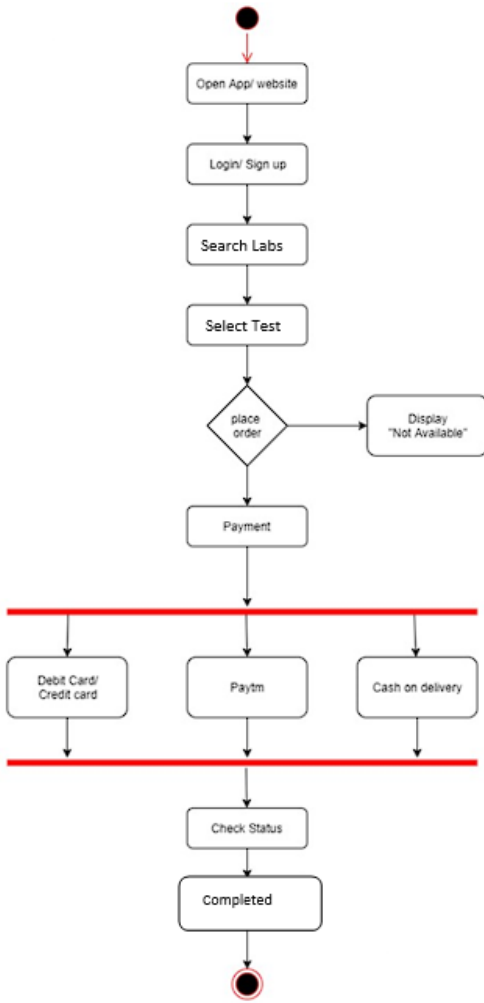 Open App/ website
Login/ Sign up
Search Labs
Select Test
place
order
Display
"Not Available"
Payment
Debit Card/
Credit card
Paytm
Cash on delivery
Check Status
Completed